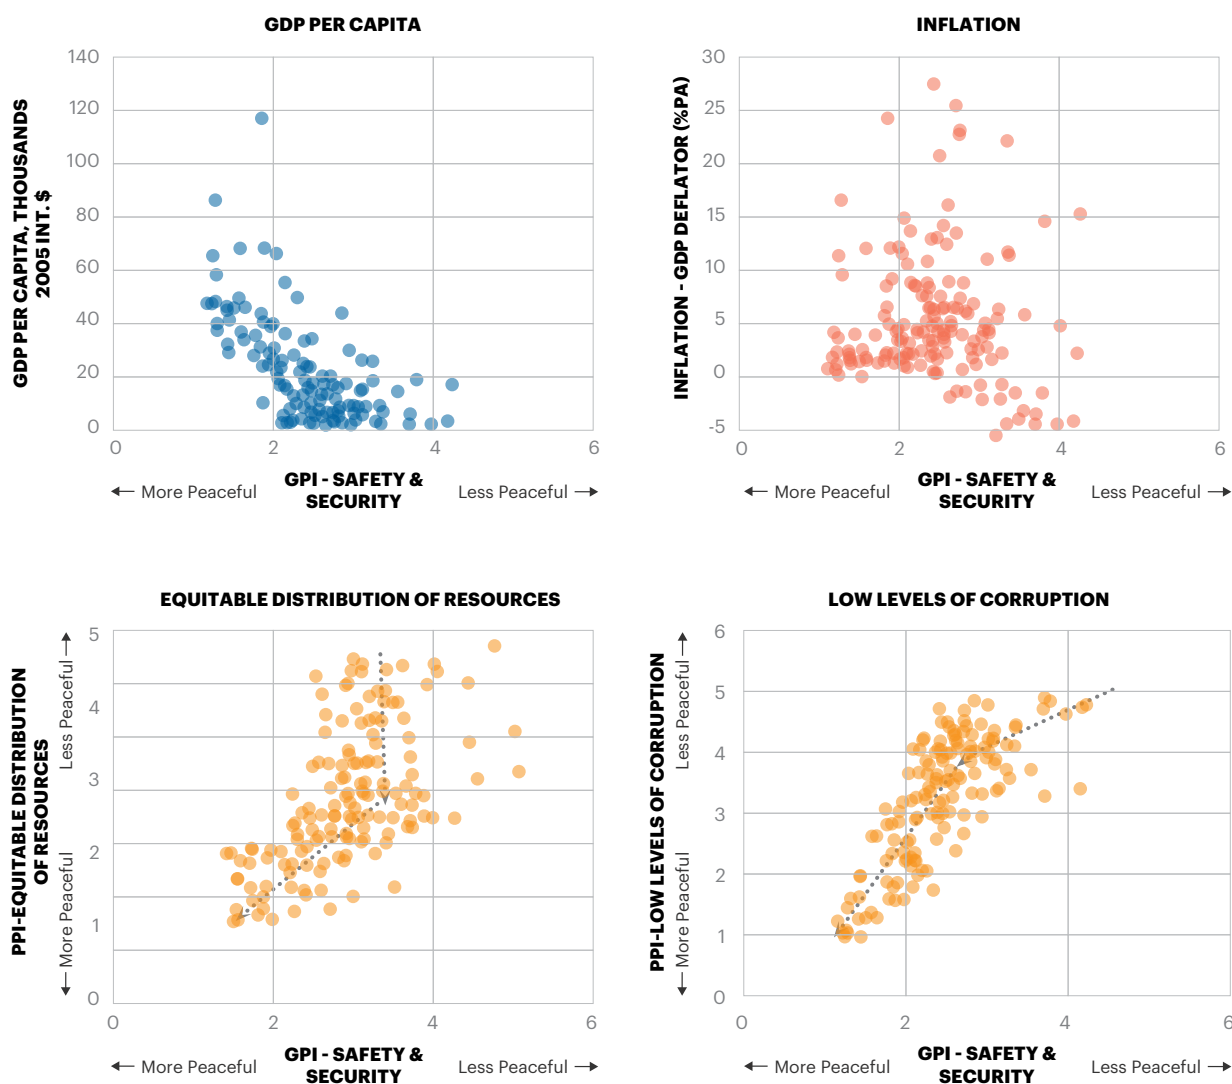 GDP PER CAPITA
GDP PER CAPITA, THOUSANDS
2005 INT. $
140
120
100
80
60
40
20
0
0
2
4
6
← More Peaceful
GPI - SAFETY &
SECURITY
Less Peaceful →
INFLATION
INFLATION - GDP DEFLATOR (%PA)
30
25
20
15
10
5
0
-5
0
2
4
6
← More Peaceful
GPI - SAFETY &
SECURITY
Less Peaceful →
EQUITABLE DISTRIBUTION OF RESOURCES
PPI-EQUITABLE DISTRIBUTION
OF RESOURCES
← More Peaceful
Less Peaceful →
5
4
3
2
1
0
0
2
4
6
← More Peaceful
GPI - SAFETY &
SECURITY
Less Peaceful →
LOW LEVELS OF CORRUPTION
PPI-LOW LEVELS OF CORRUPTION
← More Peaceful
Less Peaceful →
6
5
4
3
2
1
0
0
2
4
6
← More Peaceful
GPI - SAFETY &
SECURITY
Less Peaceful →